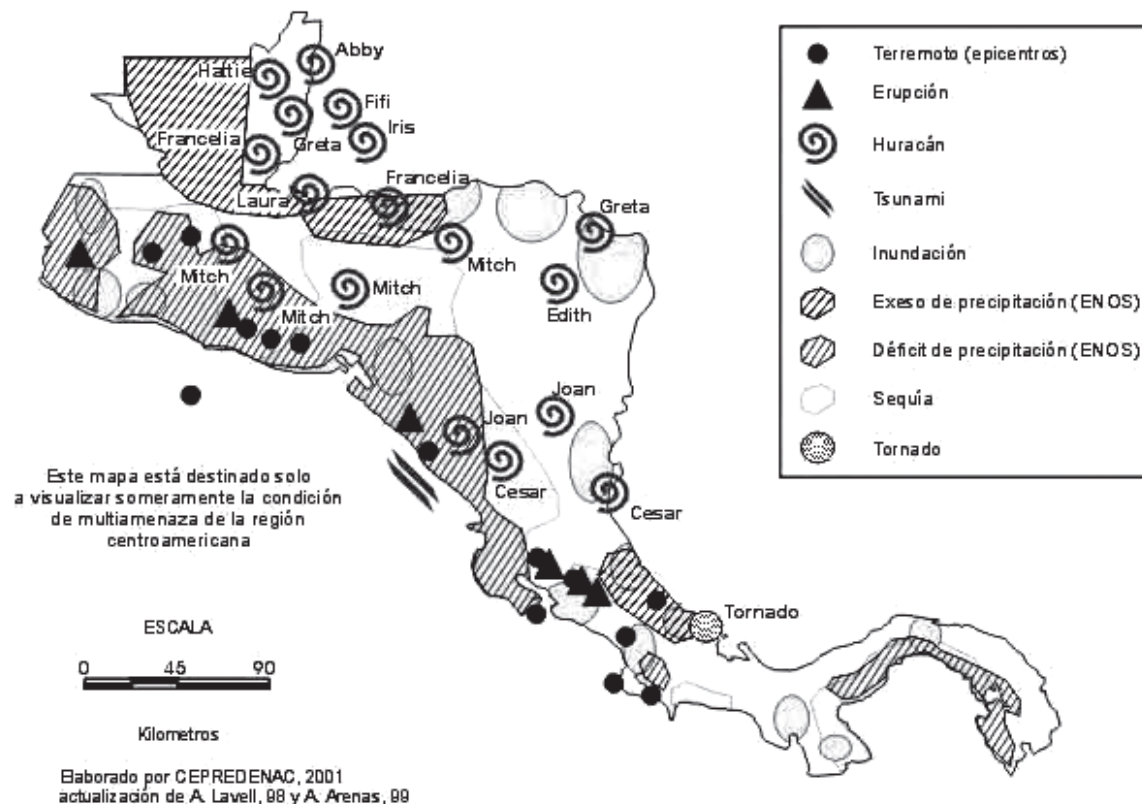 Abby
Hattie
Fifi
Iris
Greta
Francelia
Francelia
Laura
Greta
Mitch
Mitch
Mitch
Mitch
Edith
Joan
Joan
Cesar
Cesar
Tornado
Este mapa está destinado solo
a visualizar someramente la condición
de multiamenaza de la región
centroamericana
ESCALA
0 45 90
Kilometros
Elaborado por CEPREDENAC, 2001
actualización de A. Lavell, 98 y A. Arenas, 99
Terremoto (epicentros)
Erupción
Huracán
Tsunami
Inundación
Exeso de precipitación (ENOS)
Déficit de precipitación (ENOS)
Sequía
Tornado